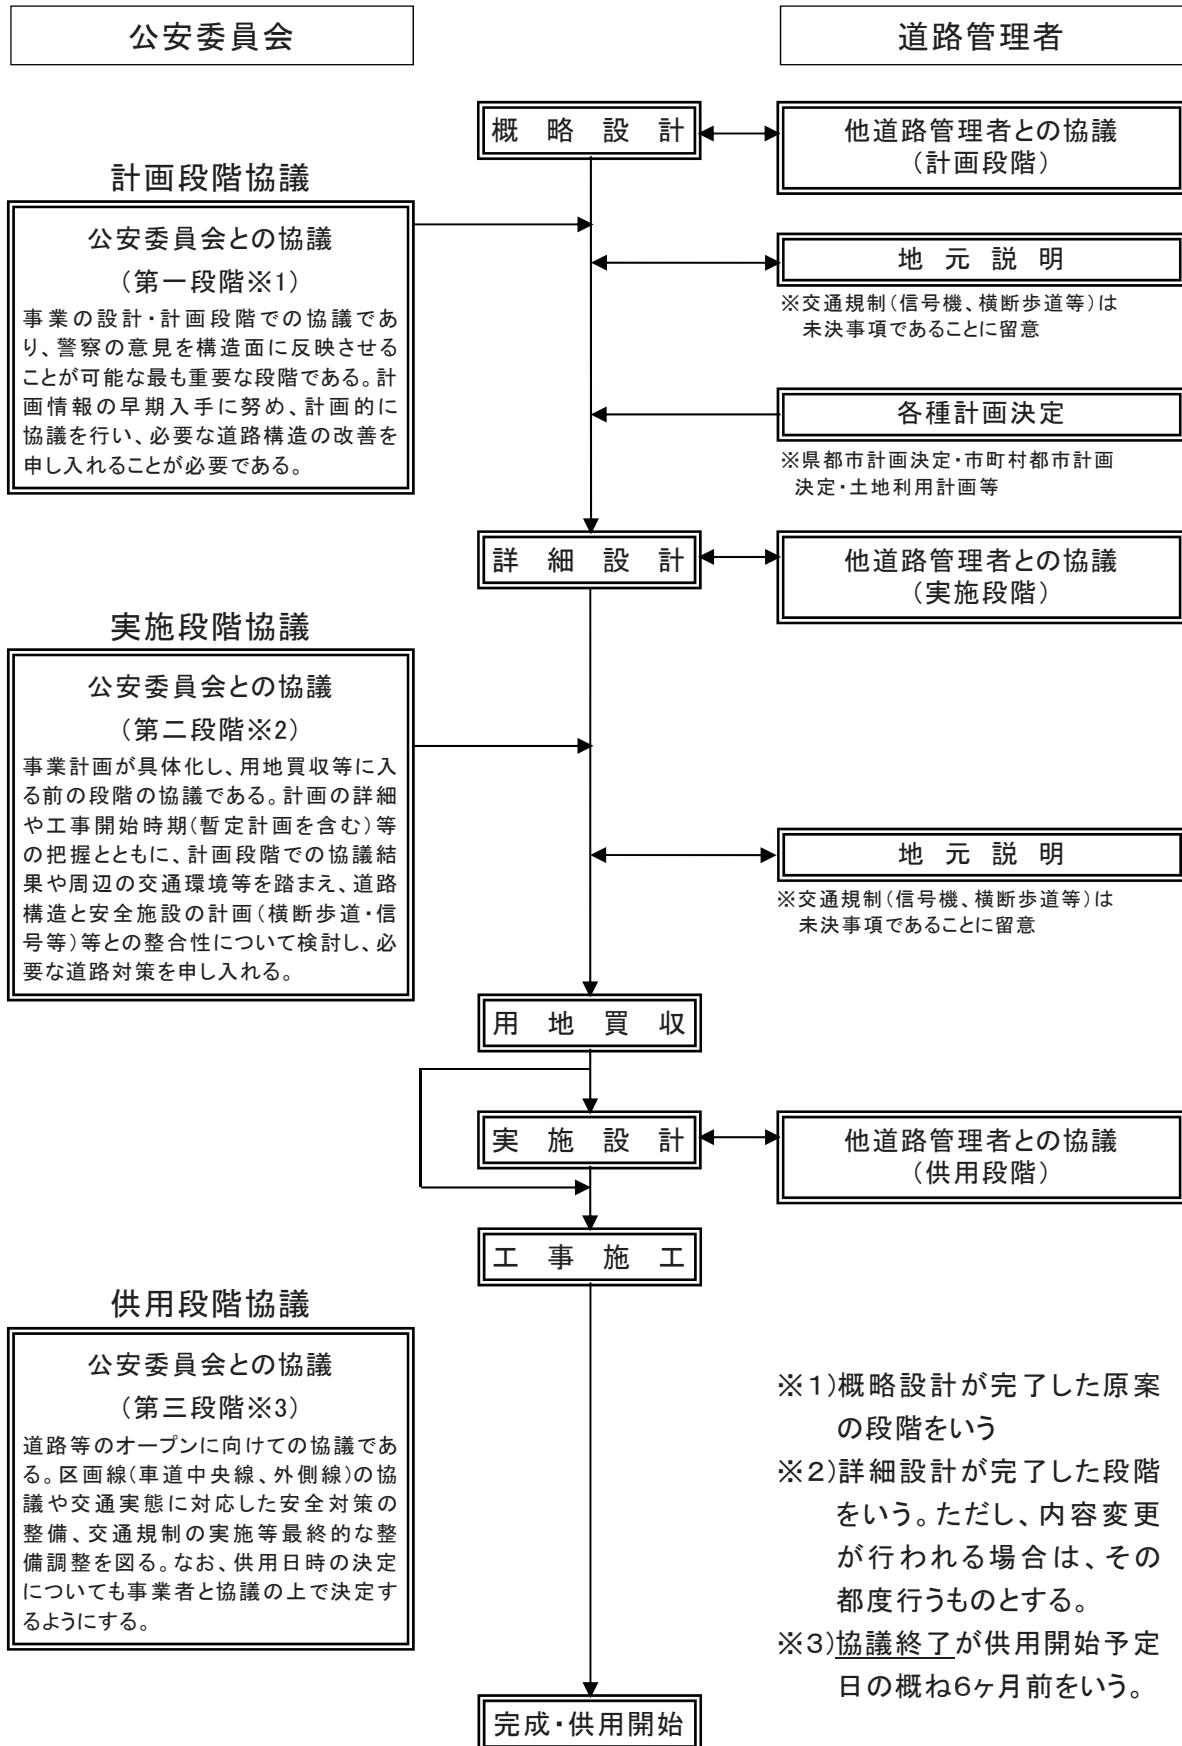 公安委員会
道路管理者
概略設計
他道路管理者との協議
（計画段階）
計画段階協議
公安委員会との協議
（第一段階※1）
事業の設計・計画段階での協議であ
り、警察の意見を構造面に反映させる
ことが可能な最も重要な段階である。計
画情報の早期入手に努め、計画的に
協議を行い、必要な道路構造の改善を
申し入れることが必要である。
地元説明
※交通規制（信号機、横断歩道等）は
未決事項であることに留意
各種計画決定
※県都市計画決定・市町村都市計画
決定・土地利用計画等
詳細設計
他道路管理者との協議
（実施段階）
実施段階協議
公安委員会との協議
（第二段階※2）
事業計画が具体化し、用地買収等に入
る前の段階の協議である。計画の詳細
や工事開始時期（暫定計画を含む）等
の把握とともに、計画段階での協議結
果や周辺の交通環境等を踏まえ、道路
構造と安全施設の計画（横断歩道・信
号等）等との整合性について検討し、必
要な道路対策を申し入れる。
地元説明
※交通規制（信号機、横断歩道等）は
未決事項であることに留意
用地買収
実施設計
他道路管理者との協議
（供用段階）
工事施工
供用段階協議
公安委員会との協議
（第三段階※3）
道路等のオープンに向けての協議であ
る。区画線（車道中央線、外側線）の協
議や交通実態に対応した安全対策の
整備、交通規制の実施等最終的な整
備調整を図る。なお、供用日時の決定
についても事業者と協議の上で決定す
るようにする。
※1)概略設計が完了した原案
の段階をいう
※2)詳細設計が完了した段階
をいう。ただし、内容変更
が行われる場合は、その
都度行うものとする。
※3)協議終了が供用開始予定
日の概ね6ヶ月前をいう。
完成・供用開始